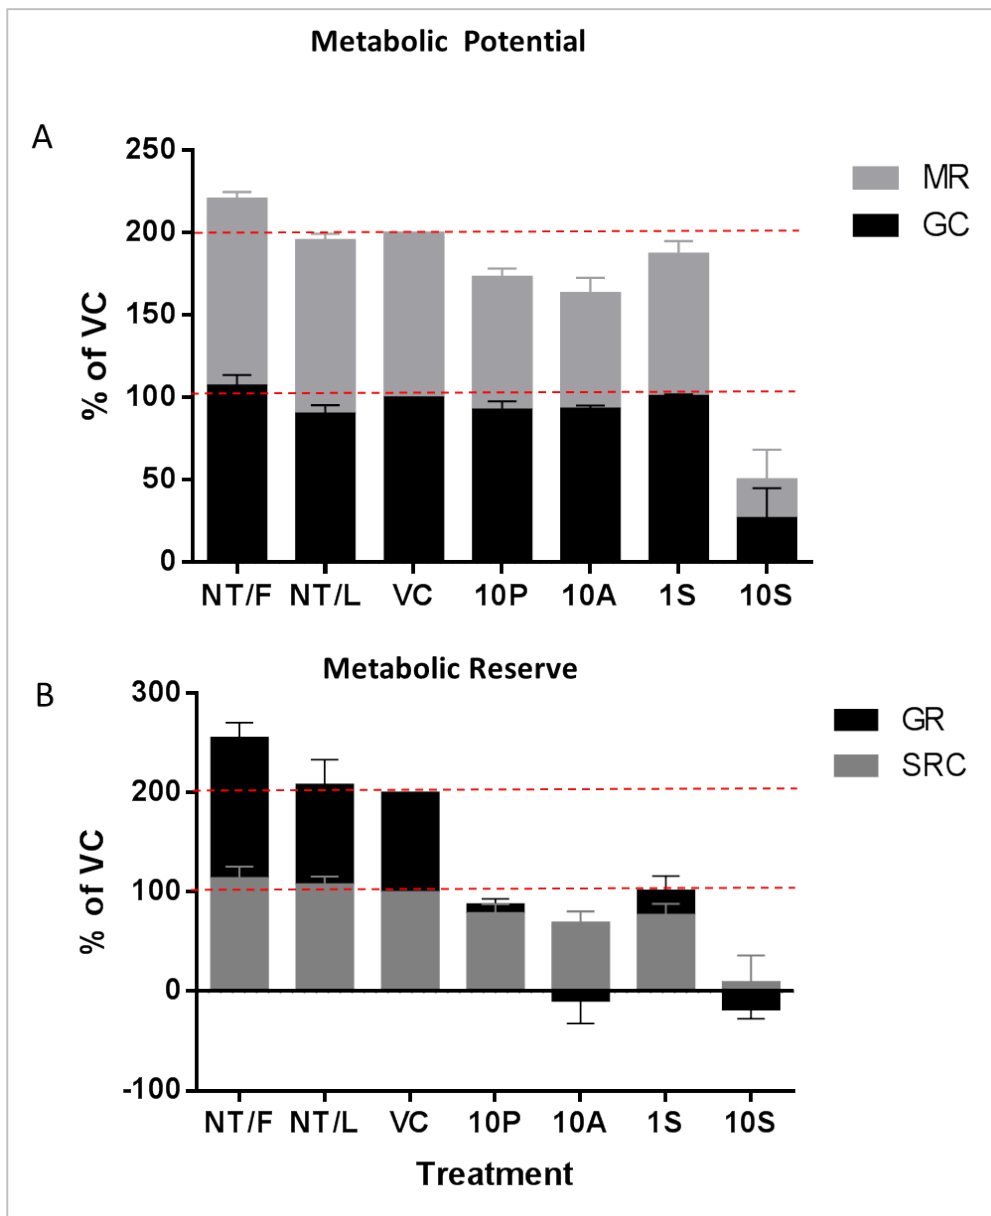 Metabolic Potential
A
250
200
150
100
50
0
% of VC
MR
GC
NT/F NT/L VC 10P 10A 1S 10S
Metabolic Reserve
B
300
200
100
0
-100
% of VC
GR
SRC
NT/F NT/L VC 10P 10A 1S 10S
Treatment